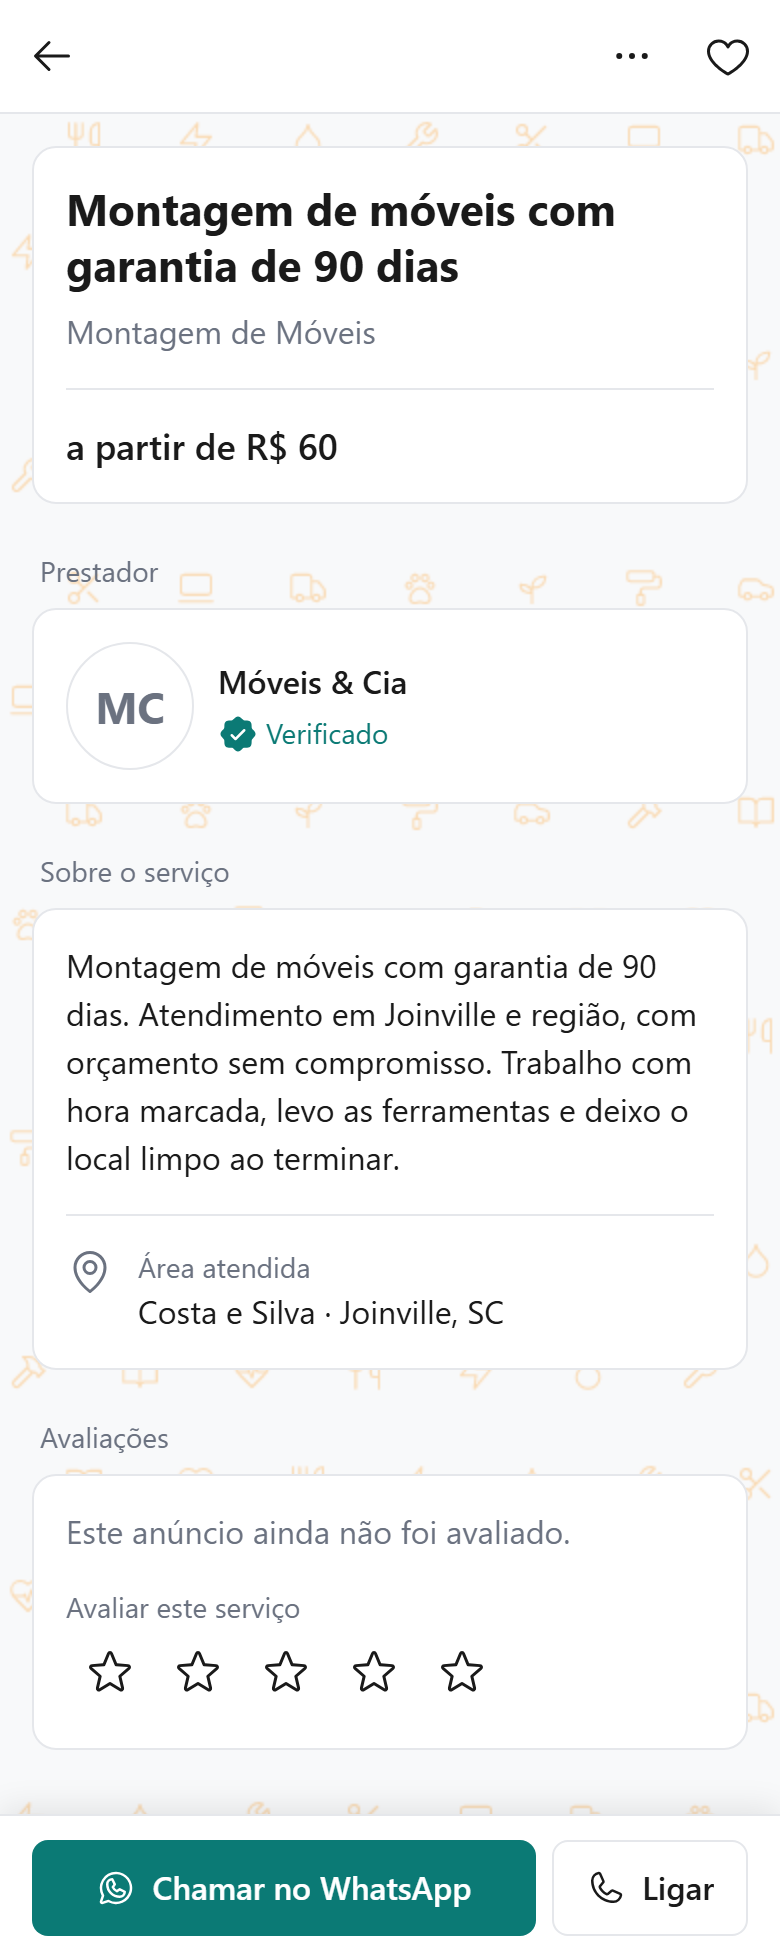 Montagem de móveis com
garantia de 90 dias
Montagem de Móveis
a partir de R$ 60
Prestador
MC
Móveis & Cia
Verificado
Sobre o serviço
Montagem de móveis com garantia de 90
dias. Atendimento em Joinville e região, com
orçamento sem compromisso. Trabalho com
hora marcada, levo as ferramentas e deixo o
local limpo ao terminar.
Área atendida
Costa e Silva · Joinville, SC
Avaliações
Este anúncio ainda não foi avaliado.
Avaliar este serviço
Chamar no WhatsApp
Ligar